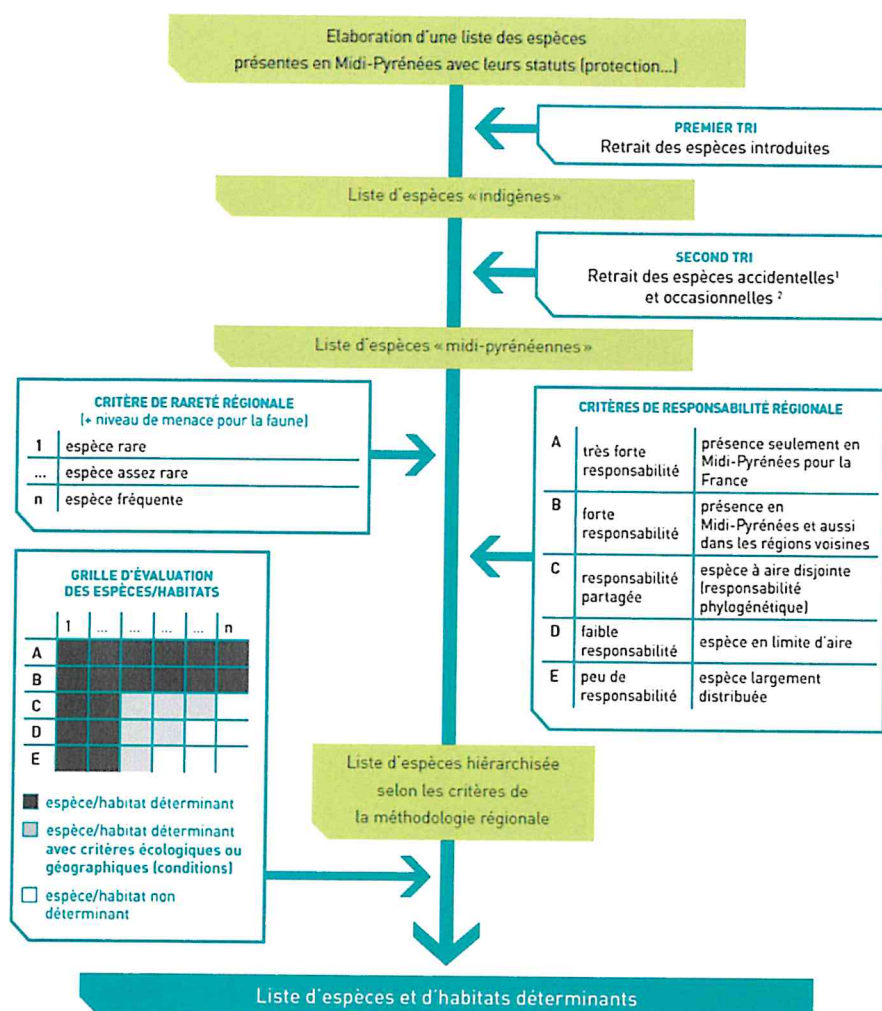 Elaboration d'une liste des espèces
présentes en Midi-Pyrénées avec leurs statuts (protection...)
PREMIER TRI
Retrait des espèces introduites
Liste d'espèces « indigènes »
SECOND TRI
Retrait des espèces accidentelles¹
et occasionnelles ²
Liste d'espèces « midi-pyrénéennes »
CRITÈRE DE RARETÉ RÉGIONALE
(+ niveau de menace pour la faune)
1 espèce rare
... espèce assez rare
n espèce fréquente
CRITÈRES DE RESPONSABILITÉ RÉGIONALE
A très forte responsabilité présence seulement en
Midi-Pyrénées pour la
France
B forte responsabilité présence en
Midi-Pyrénées et aussi
dans les régions voisines
C responsabilité partagée espèce à aire disjointe
(responsabilité
phylogénétique)
D faible responsabilité espèce en limite d'aire
E peu de responsabilité espèce largement
distribuée
GRILLE D'ÉVALUATION
DES ESPÈCES/HABITATS
1 ... ... ... ... n
A
B
C
D
E
espèce/habitat déterminant
espèce/habitat déterminant
avec critères écologiques ou
géographiques (conditions)
espèce/habitat non
déterminant
Liste d'espèces hiérarchisée
selon les critères de
la méthodologie régionale
Liste d'espèces et d'habitats déterminants